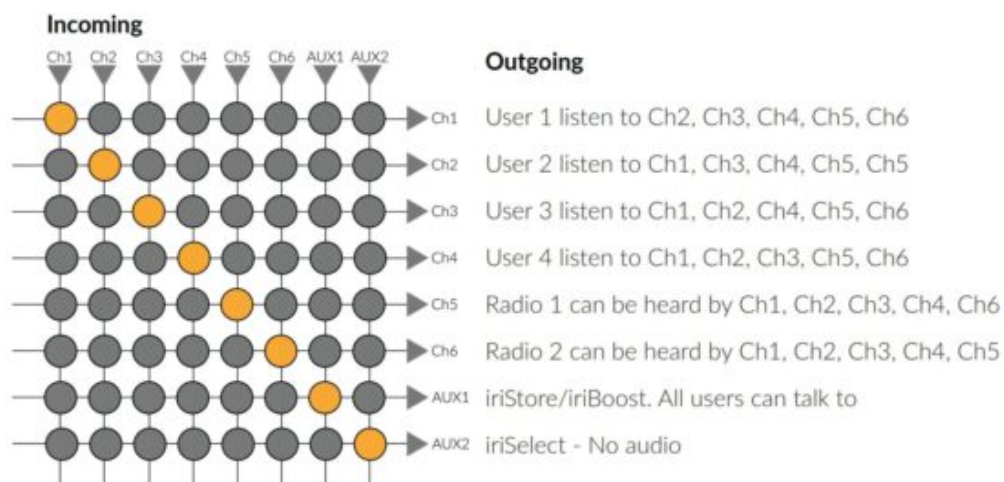 Incoming
Ch1 Ch2 Ch3 Ch4 Ch5 Ch6 AUX1 AUX2
Outgoing
Ch1 User 1 listen to Ch2, Ch3, Ch4, Ch5, Ch6
Ch2 User 2 listen to Ch1, Ch3, Ch4, Ch5, Ch5
Ch3 User 3 listen to Ch1, Ch2, Ch4, Ch5, Ch6
Ch4 User 4 listen to Ch1, Ch2, Ch3, Ch5, Ch6
Ch5 Radio 1 can be heard by Ch1, Ch2, Ch3, Ch4, Ch6
Ch6 Radio 2 can be heard by Ch1, Ch2, Ch3, Ch4, Ch5
AUX1 iriStore/iriBoost. All users can talk to
AUX2 iriSelect - No audio